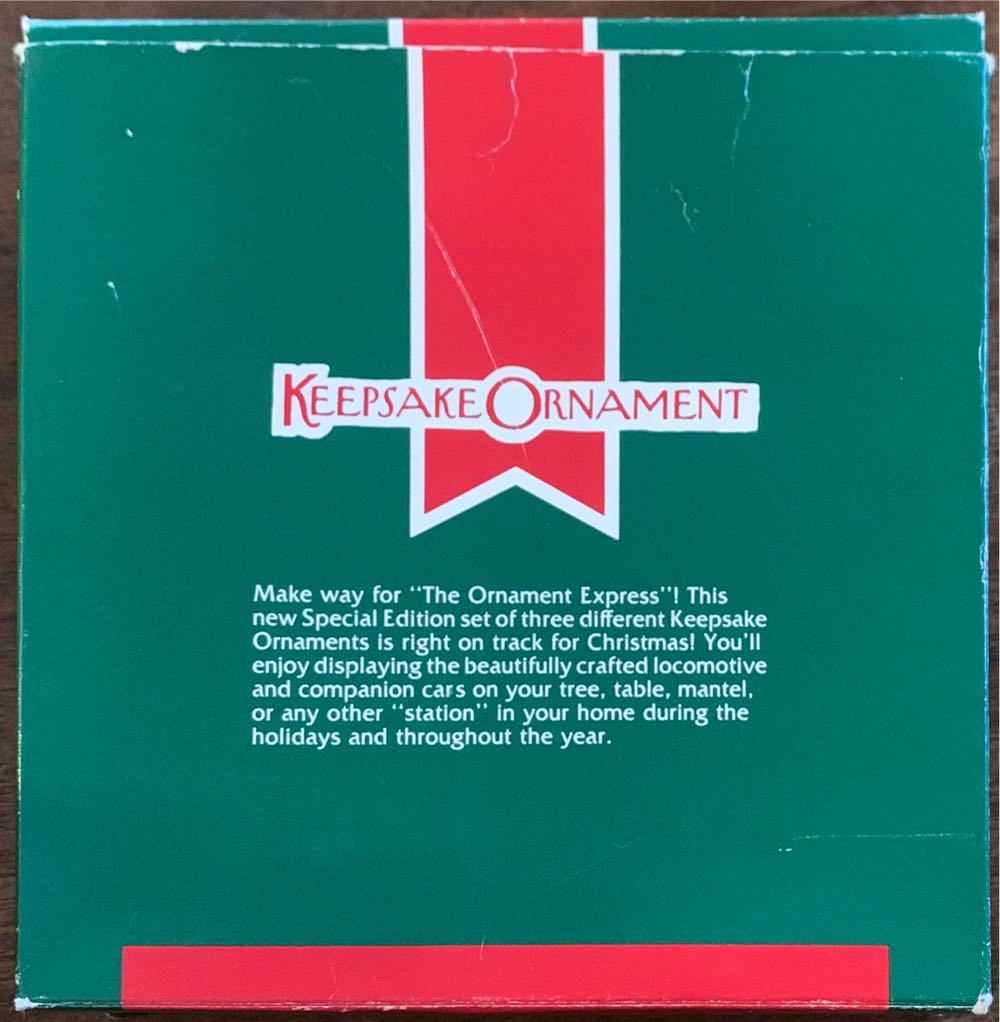 KEEPSAKE ORNAMENT
Make way for “The Ornament Express”! This
new Special Edition set of three different Keepsake
Ornaments is right on track for Christmas! You'll
enjoy displaying the beautifully crafted locomotive
and companion cars on your tree, table, mantel,
or any other “station” in your home during the
holidays and throughout the year.